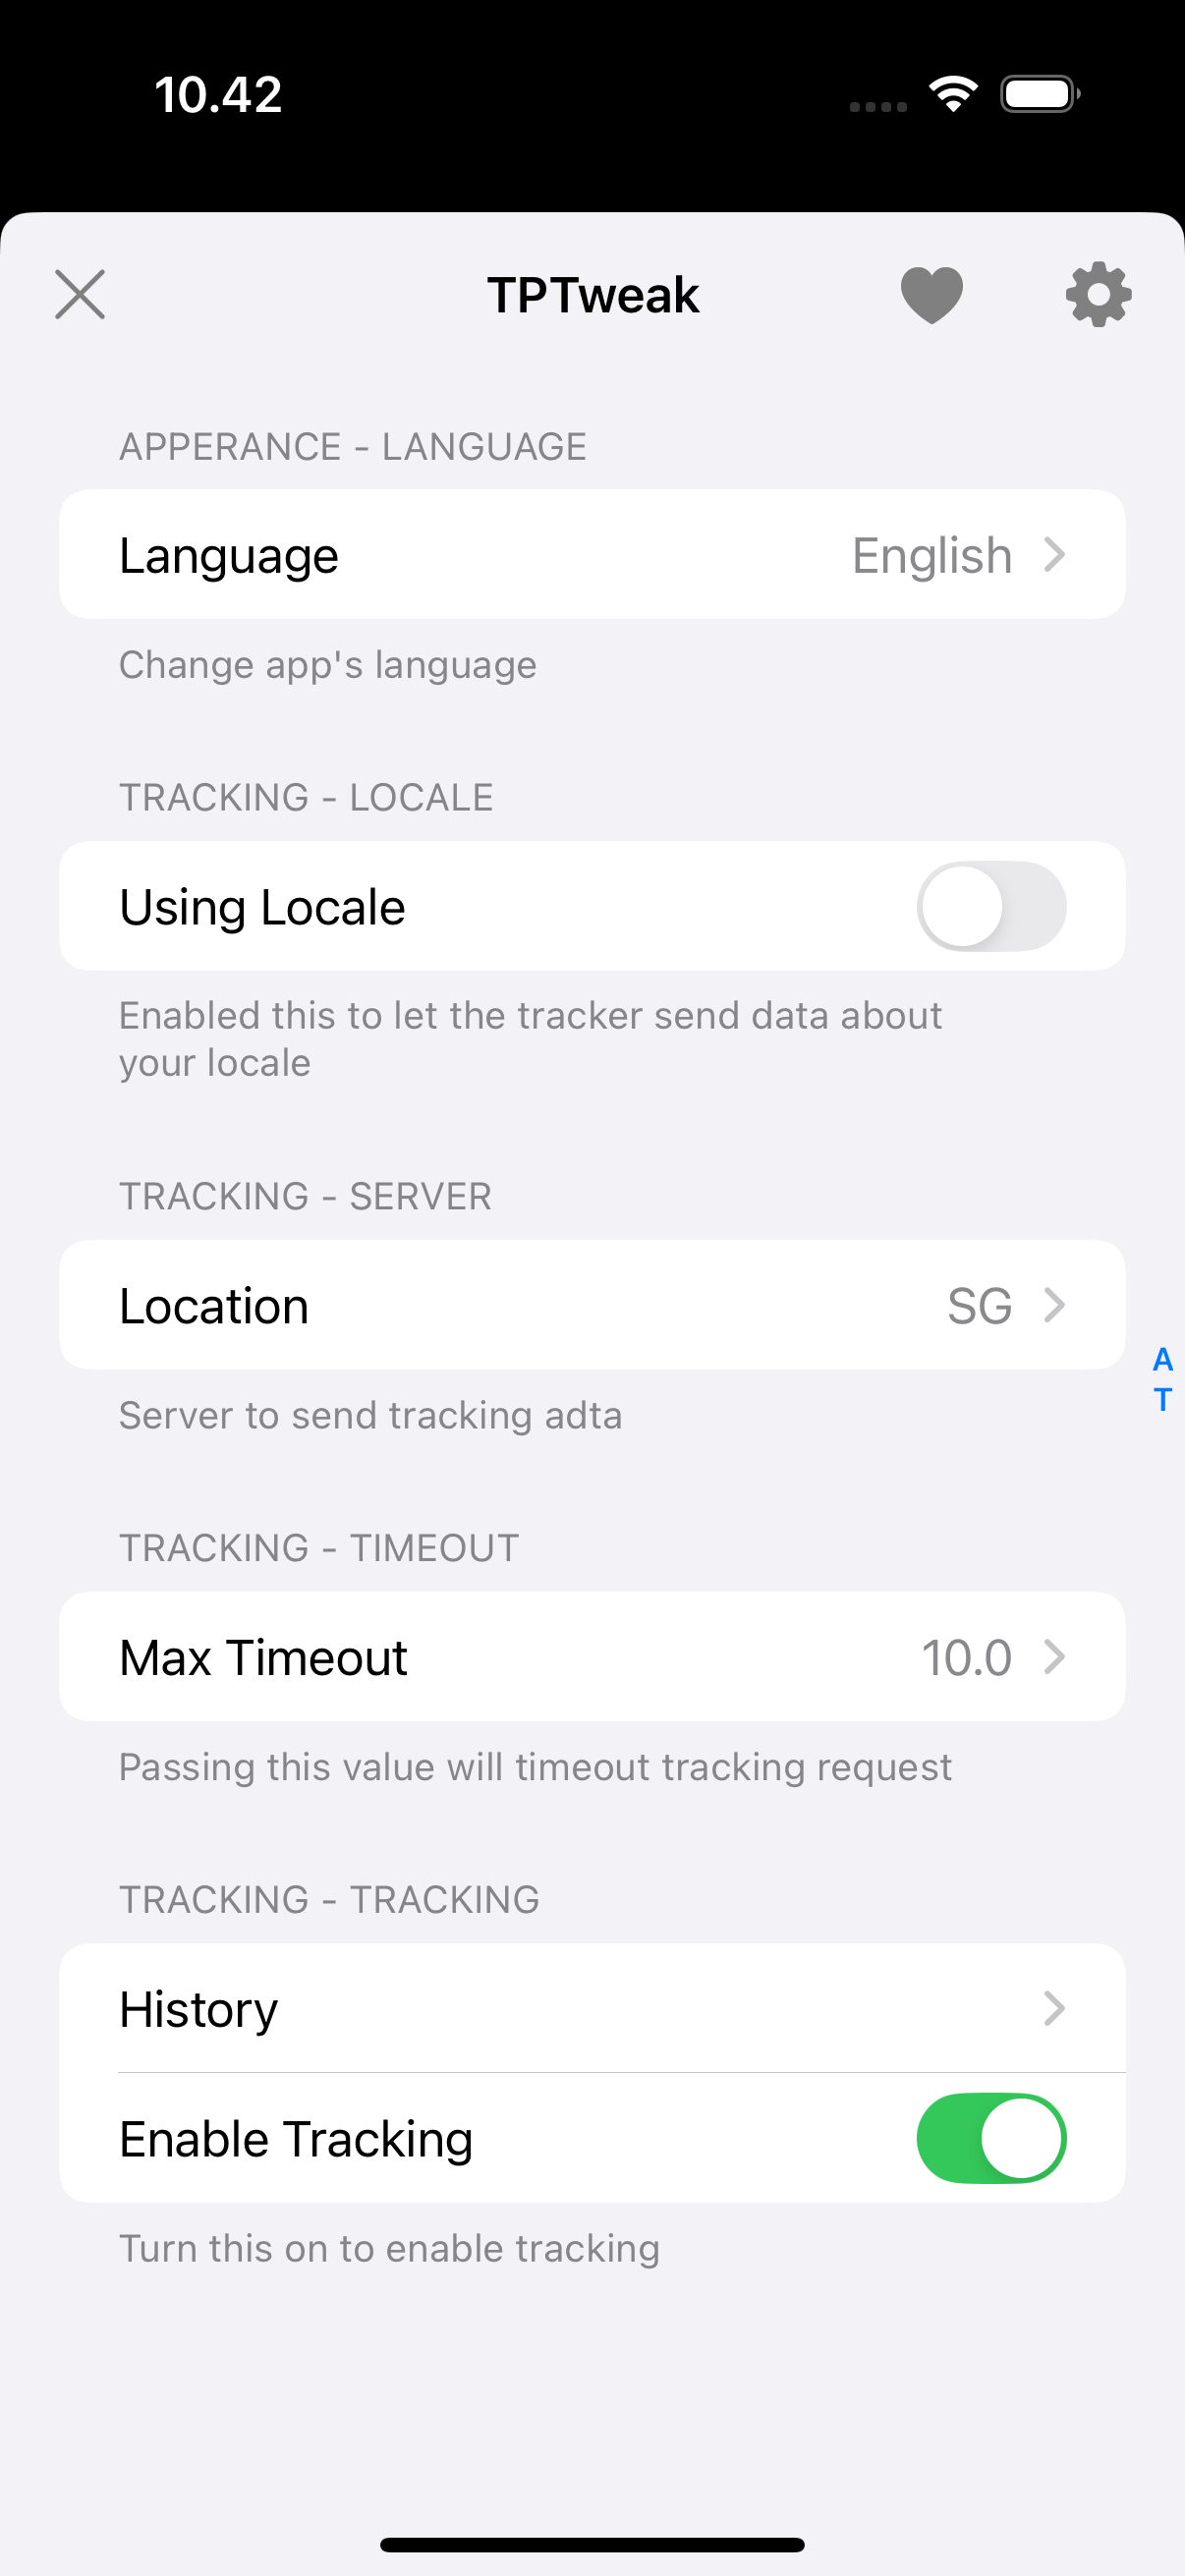 10.42
TPTweak
APPERANCE - LANGUAGE
Language English
Change app's language
TRACKING - LOCALE
Using Locale
Enabled this to let the tracker send data about
your locale
TRACKING - SERVER
Location SG
A
T
Server to send tracking adta
TRACKING - TIMEOUT
Max Timeout 10.0
Passing this value will timeout tracking request
TRACKING - TRACKING
History
Enable Tracking
Turn this on to enable tracking